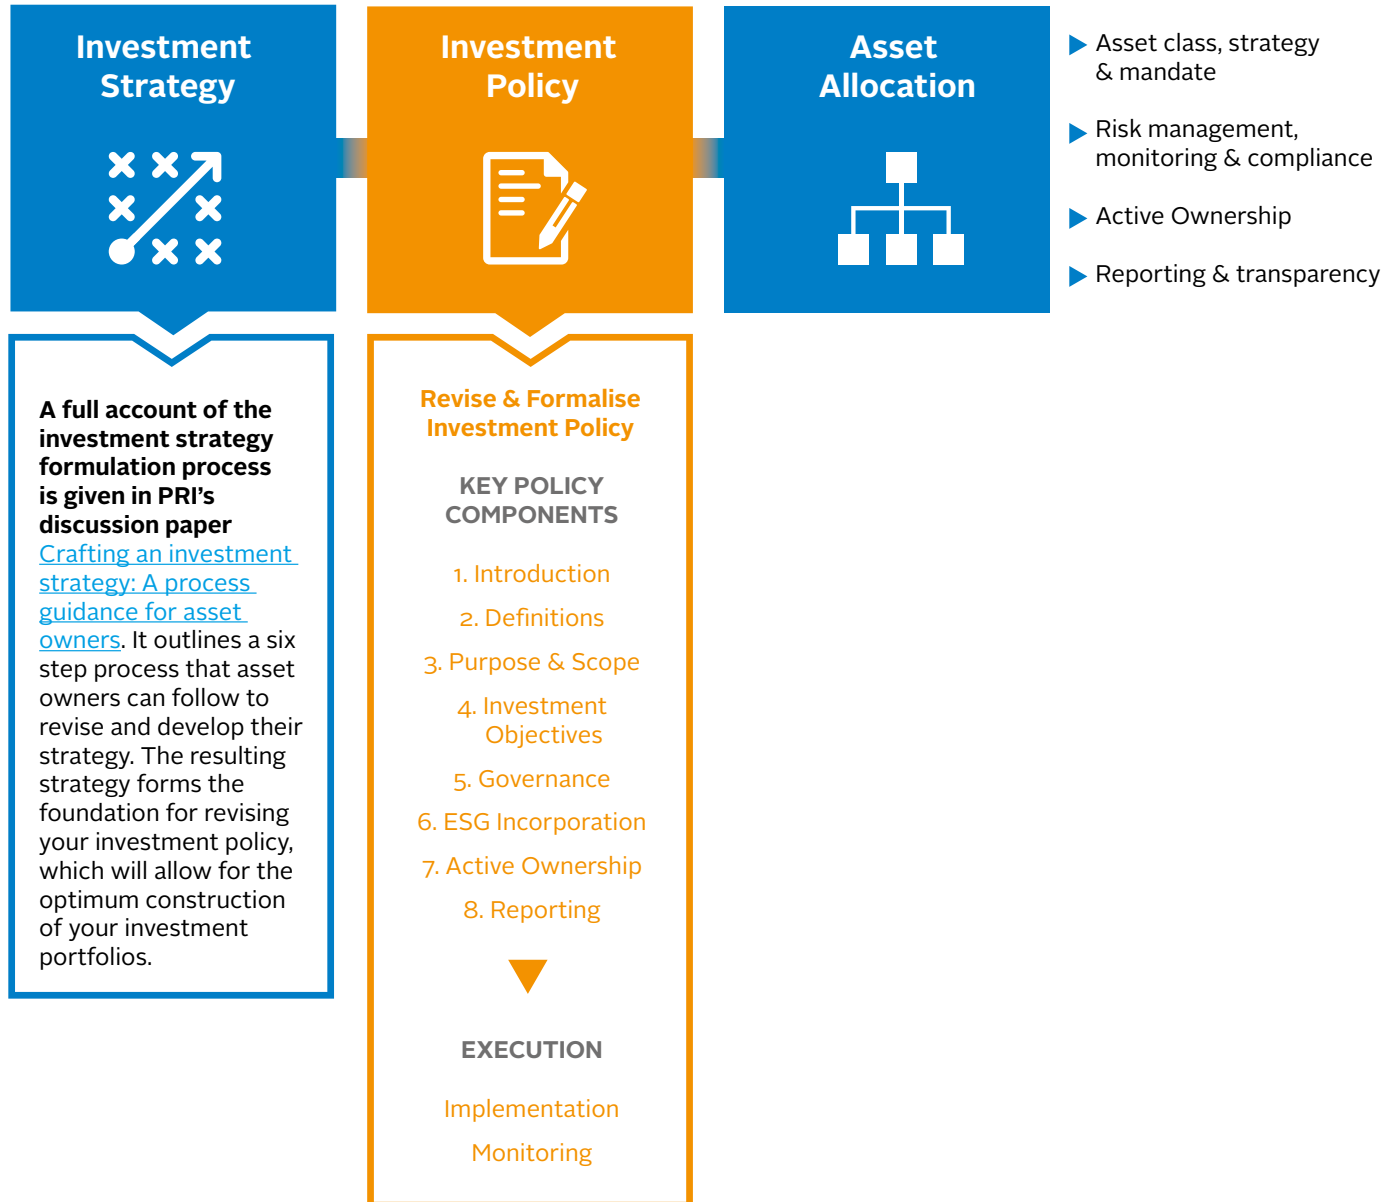 Investment
Strategy
A full account of the
investment strategy
formulation process
is given in PRI’s
discussion paper
Crafting an investment
strategy: A process
guidance for asset
owners. It outlines a six
step process that asset
owners can follow to
revise and develop their
strategy. The resulting
strategy forms the
foundation for revising
your investment policy,
which will allow for the
optimum construction
of your investment
portfolios.
Investment
Policy
Revise & Formalise
Investment Policy
KEY POLICY
COMPONENTS
1. Introduction
2. Definitions
3. Purpose & Scope
4. Investment
Objectives
5. Governance
6. ESG Incorporation
7. Active Ownership
8. Reporting
EXECUTION
Implementation
Monitoring
Asset
Allocation
Asset class, strategy
& mandate
Risk management,
monitoring & compliance
Active Ownership
Reporting & transparency